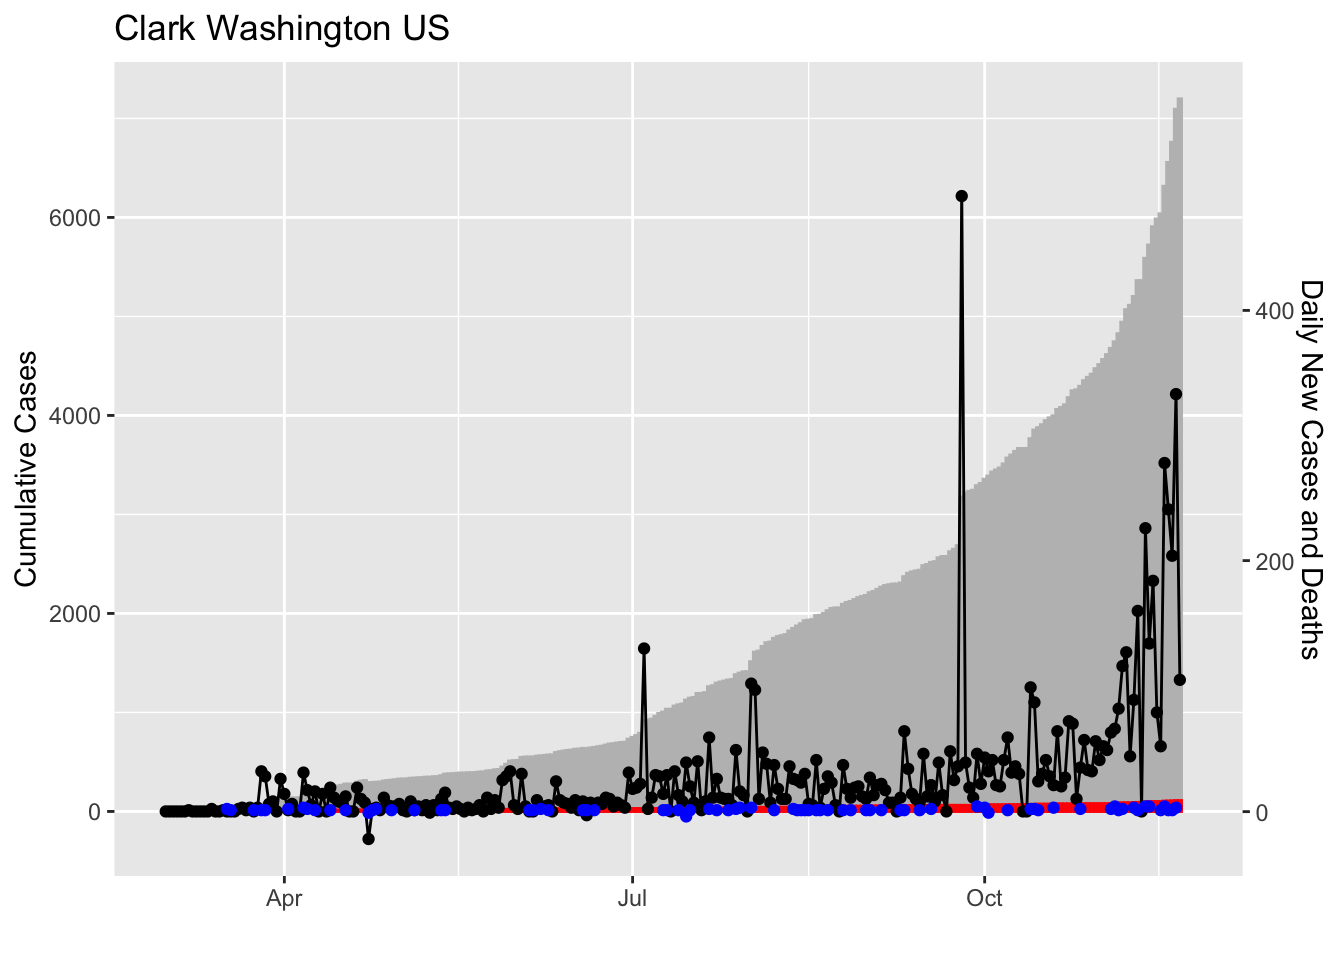 Clark Washington US
Cumulative Cases
6000
4000
2000
0
400
200
0
Daily New Cases and Deaths
Apr
Jul
Oct